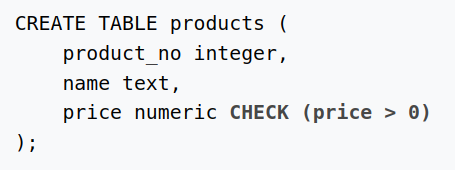 CREATE TABLE products (
    product_no integer,
    name text,
    price numeric CHECK (price > 0)
);